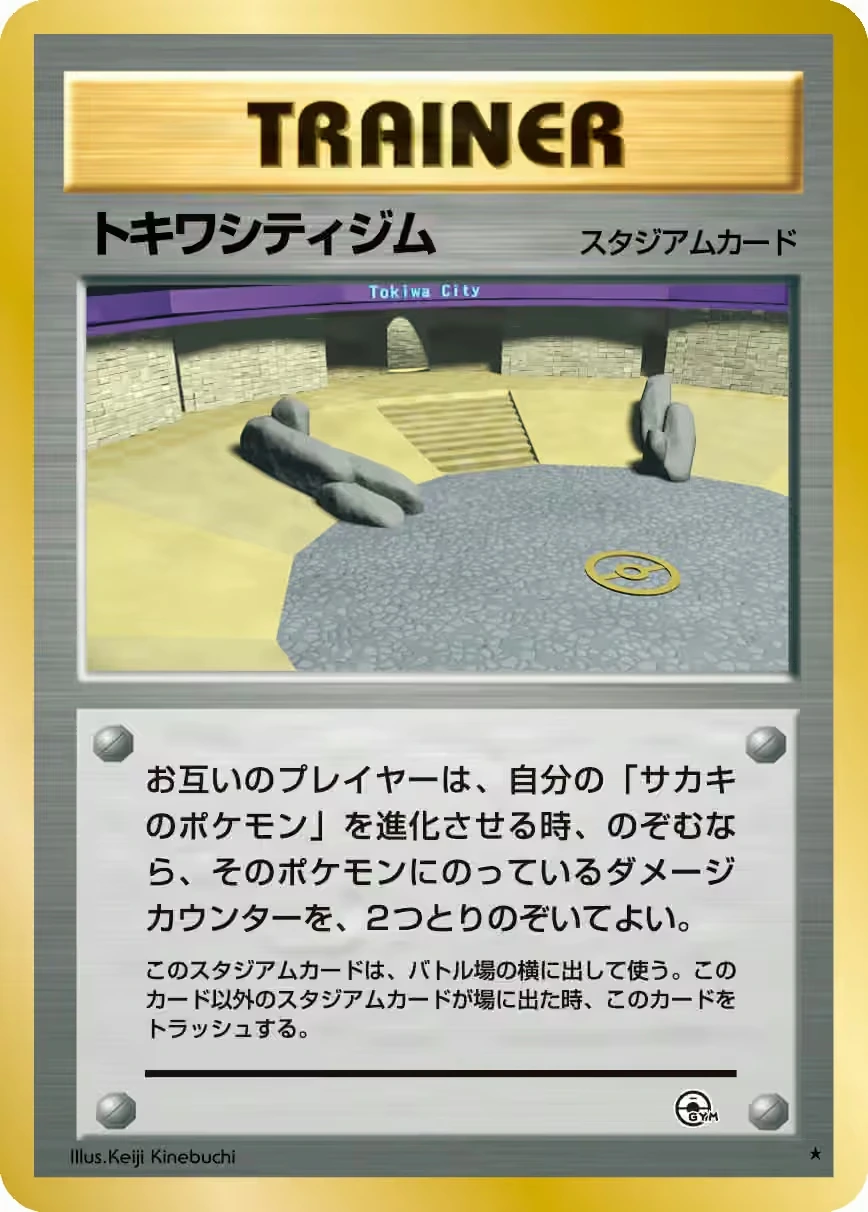 TRAINER
トキワシティジム
スタジアムカード
Tokiwa City
お互いのプレイヤーは、自分の「サカキ
のポケモン」を進化させる時、のぞむな
ら、そのポケモンにのっているダメージ
カウンターを、2つとりのぞいてよい。
このスタジアムカードは、バトル場の横に出して使う。この
カード以外のスタジアムカードが場に出た時、このカードを
トラッシュする。
GYM
Illus.Keiji Kinebuchi
★